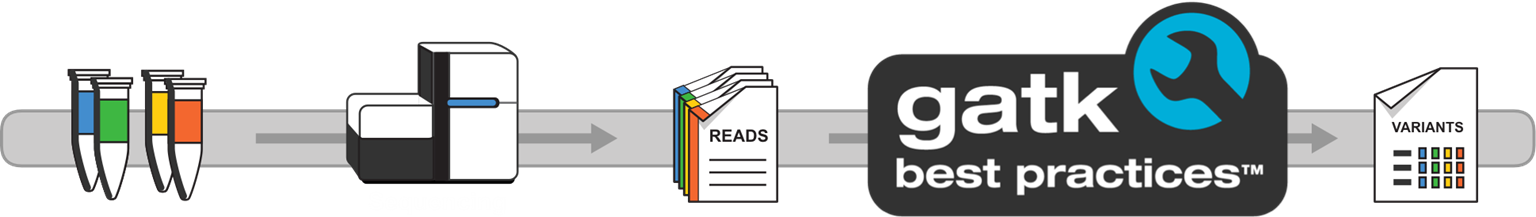 READS
gatk
best practices™
VARIANTS